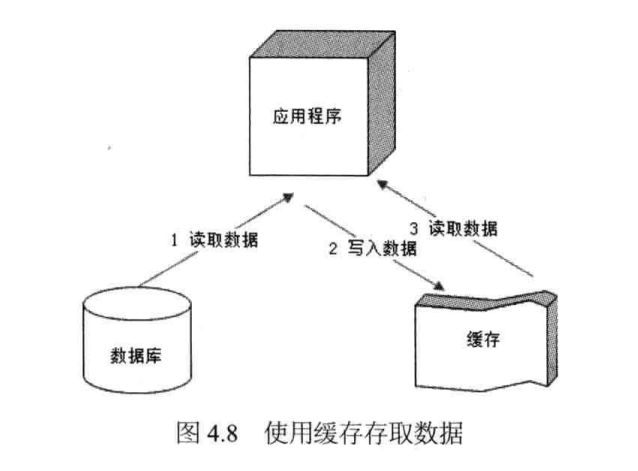 应用程序
1 读取数据
3 读取数据
2 写入数据
数据库
缓存
图 4.8 使用缓存存取数据